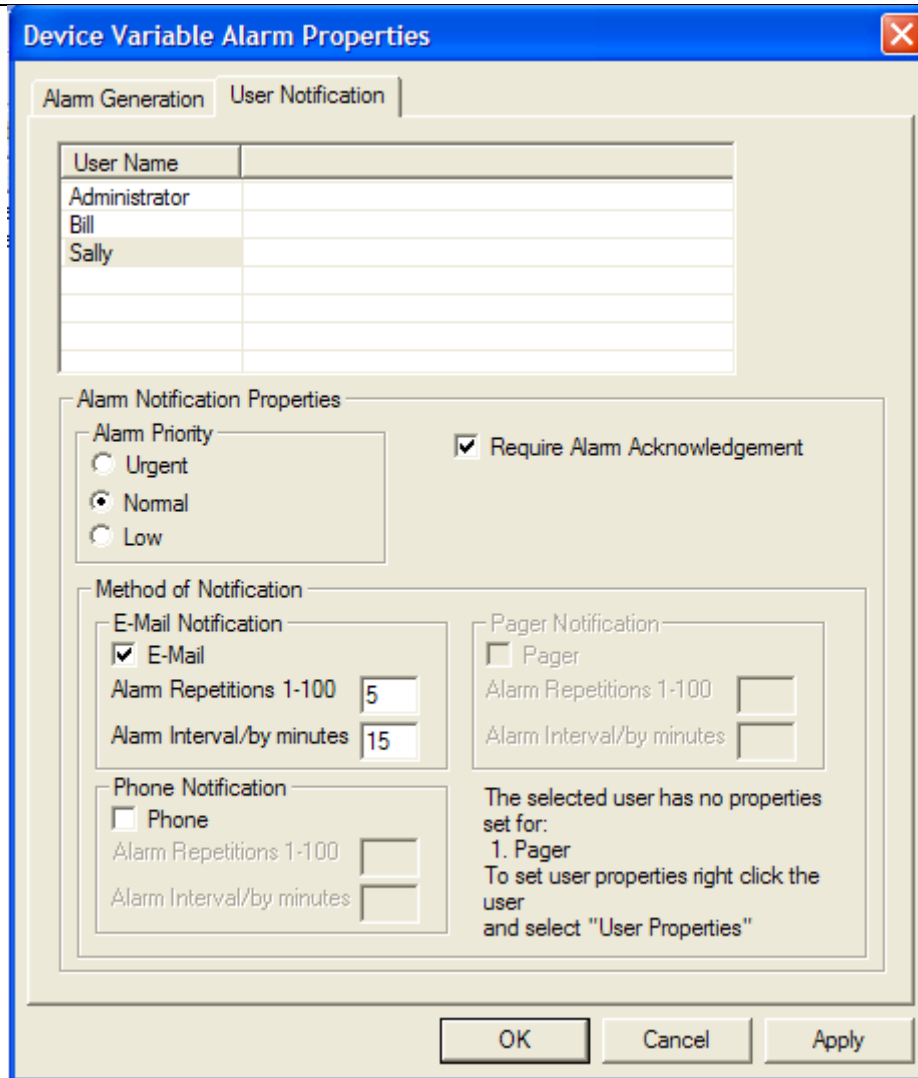 Device Variable Alarm Properties
Alarm Generation
User Notification
User Name
Administrator
Bill
Sally
Alarm Notification Properties
Alarm Priority
Urgent
Normal
Low
Require Alarm Acknowledgement
Method of Notification
E-Mail Notification
E-Mail
Alarm Repetitions 1-100 5
Alarm Interval/by minutes 15
Pager Notification
Pager
Alarm Repetitions 1-100
Alarm Interval/by minutes
Phone Notification
Phone
Alarm Repetitions 1-100
Alarm Interval/by minutes
The selected user has no properties
set for:
1. Pager
To set user properties right click the
user
and select "User Properties"
OK
Cancel
Apply